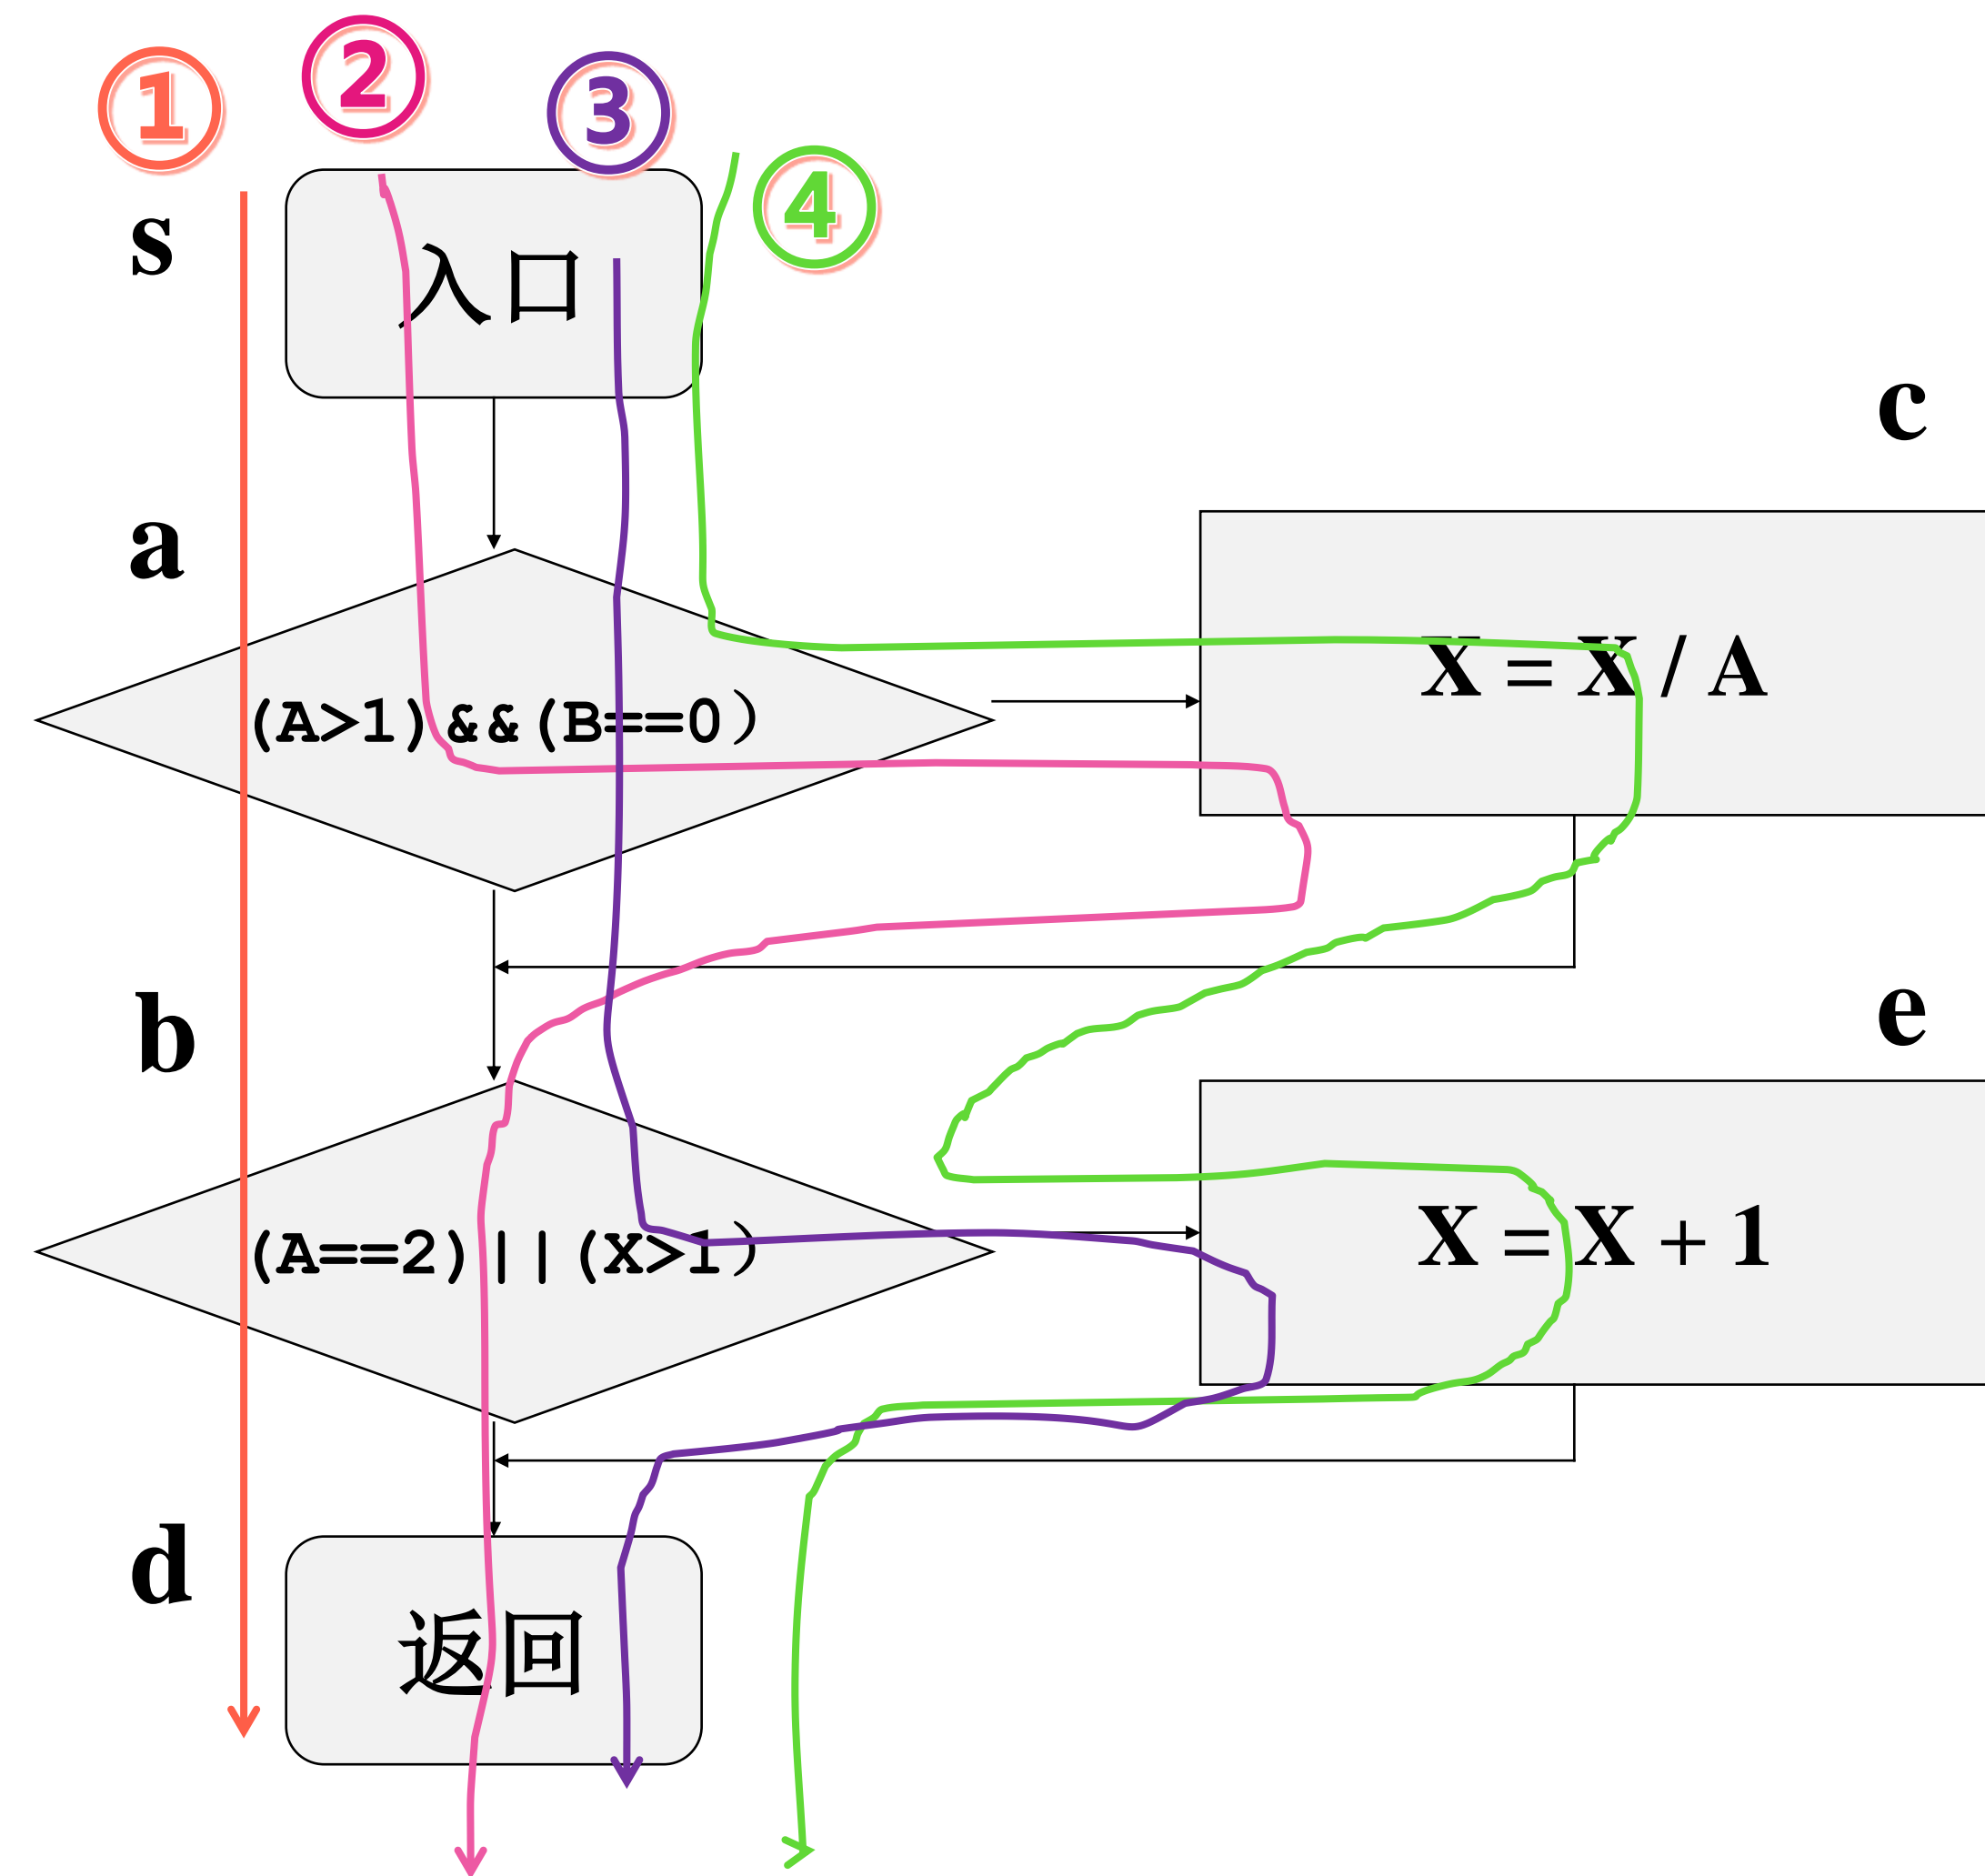 ① ② ③ ④
s
入口
c
a
X = X / A
(A>1)&&(B==0)
b
e
X = X + 1
(A==2)||(x>1)
d
返回